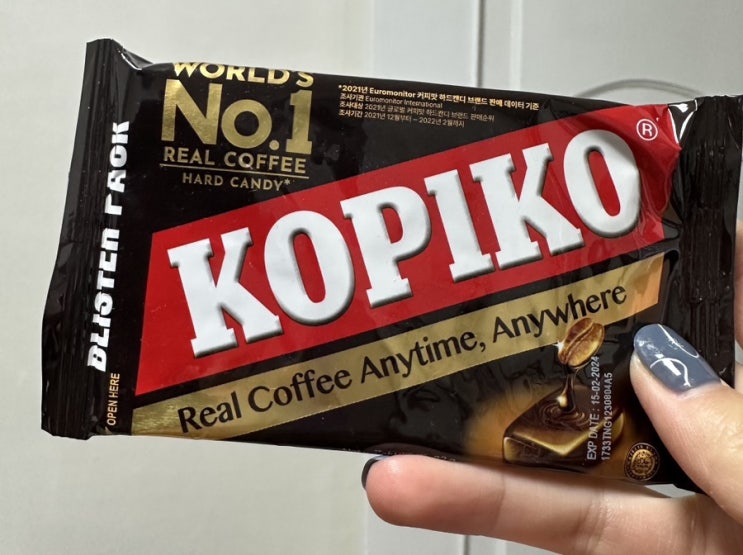 WORLD'S
No.1
REAL COFFEE
HARD CANDY*
*2021년 Euromonitor 커피맛 하드캔디 브랜드 판매 데이터 기준
조사기관 Euromonitor International
조사대상 2021년 글로벌 커피맛 하드캔디 브랜드 판매순위
조사기간 2021년 12월부터 ~ 2022년 2월까지
BLISTER PACK
OPEN HERE
KOPIKO®
Real Coffee Anytime, Anywhere
EXP DATE : 15-02-2024
1733TNG1230804A5